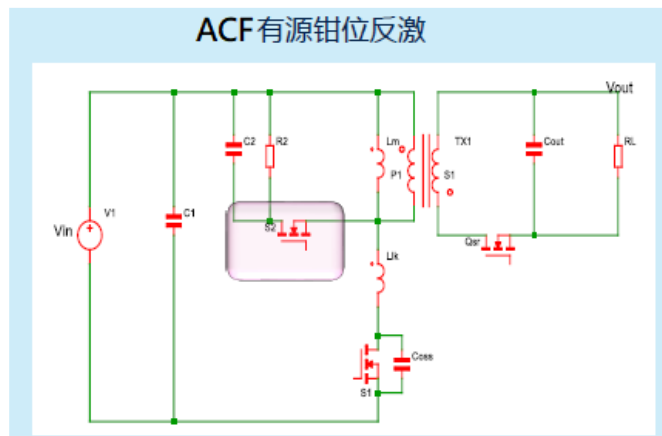 ACF有源钳位反激
Vout
C2
R2
Lm
P1
TX1
S1
Cout
RL
V1
Vin
C1
S2
Qsr
Llk
Coss
S1